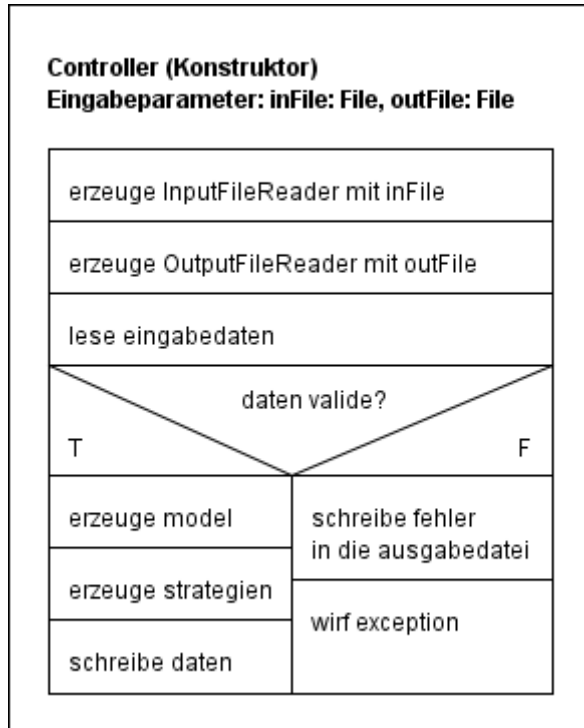 Controller (Konstruktor)
Eingabeparameter: inFile: File, outFile: File
erzeuge InputFileReader mit inFile
erzeuge OutputFileReader mit outFile
lese eingabedaten
daten valide?
T
F
erzeuge model
erzeuge strategien
schreibe daten
schreibe fehler
in die ausgabedatei
wirf exception